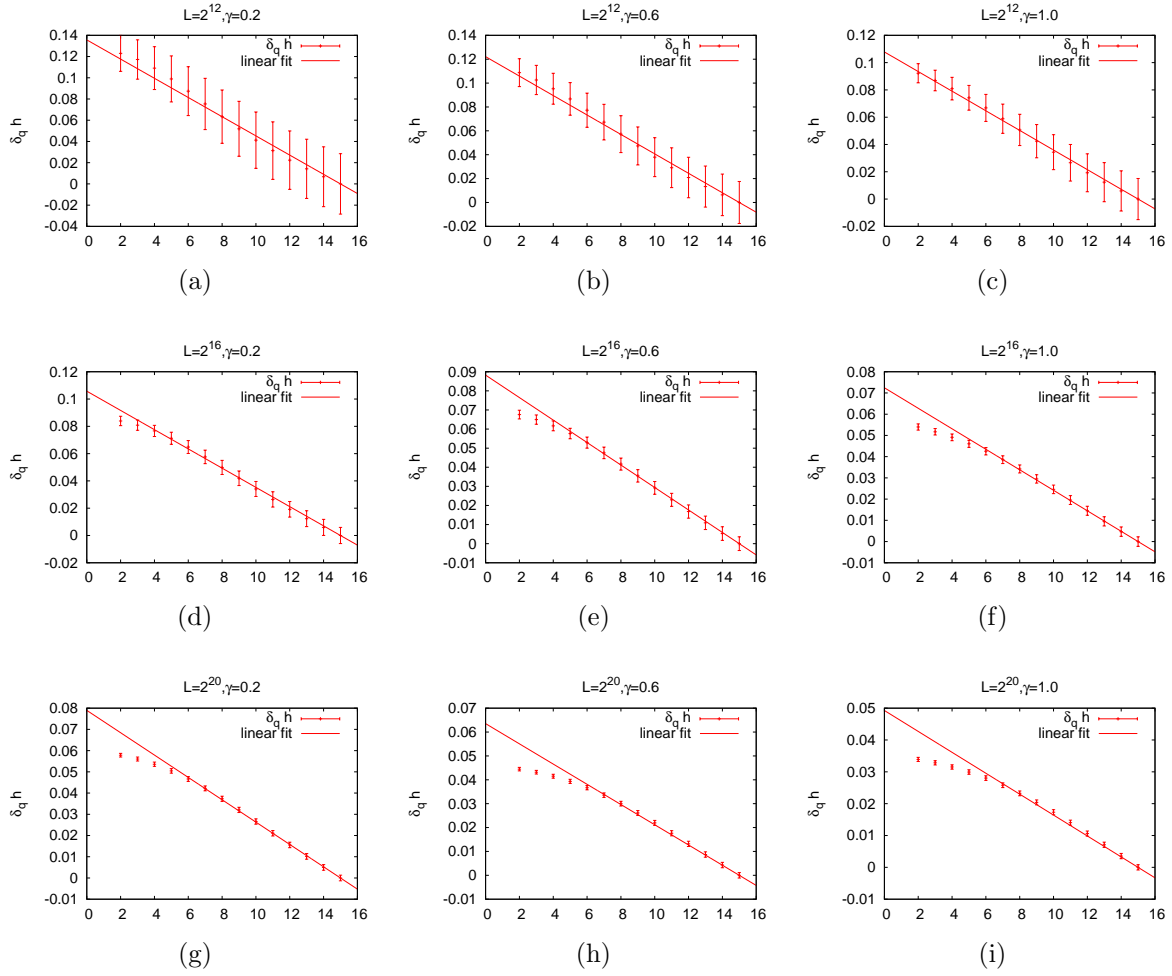 L=2^12,γ=0.2
δ_q h
linear fit
δ_q h
0.14
0.12
0.1
0.08
0.06
0.04
0.02
0
-0.02
-0.04
0 2 4 6 8 10 12 14 16
(a)
L=2^12,γ=0.6
δ_q h
linear fit
δ_q h
0.14
0.12
0.1
0.08
0.06
0.04
0.02
0
-0.02
0 2 4 6 8 10 12 14 16
(b)
L=2^12,γ=1.0
δ_q h
linear fit
δ_q h
0.12
0.1
0.08
0.06
0.04
0.02
0
-0.02
0 2 4 6 8 10 12 14 16
(c)
L=2^16,γ=0.2
δ_q h
linear fit
δ_q h
0.12
0.1
0.08
0.06
0.04
0.02
0
-0.02
0 2 4 6 8 10 12 14 16
(d)
L=2^16,γ=0.6
δ_q h
linear fit
δ_q h
0.09
0.08
0.07
0.06
0.05
0.04
0.03
0.02
0.01
0
-0.01
0 2 4 6 8 10 12 14 16
(e)
L=2^16,γ=1.0
δ_q h
linear fit
δ_q h
0.08
0.07
0.06
0.05
0.04
0.03
0.02
0.01
0
-0.01
0 2 4 6 8 10 12 14 16
(f)
L=2^20,γ=0.2
δ_q h
linear fit
δ_q h
0.08
0.07
0.06
0.05
0.04
0.03
0.02
0.01
0
-0.01
0 2 4 6 8 10 12 14 16
(g)
L=2^20,γ=0.6
δ_q h
linear fit
δ_q h
0.07
0.06
0.05
0.04
0.03
0.02
0.01
0
-0.01
0 2 4 6 8 10 12 14 16
(h)
L=2^20,γ=1.0
δ_q h
linear fit
δ_q h
0.05
0.04
0.03
0.02
0.01
0
-0.01
0 2 4 6 8 10 12 14 16
(i)